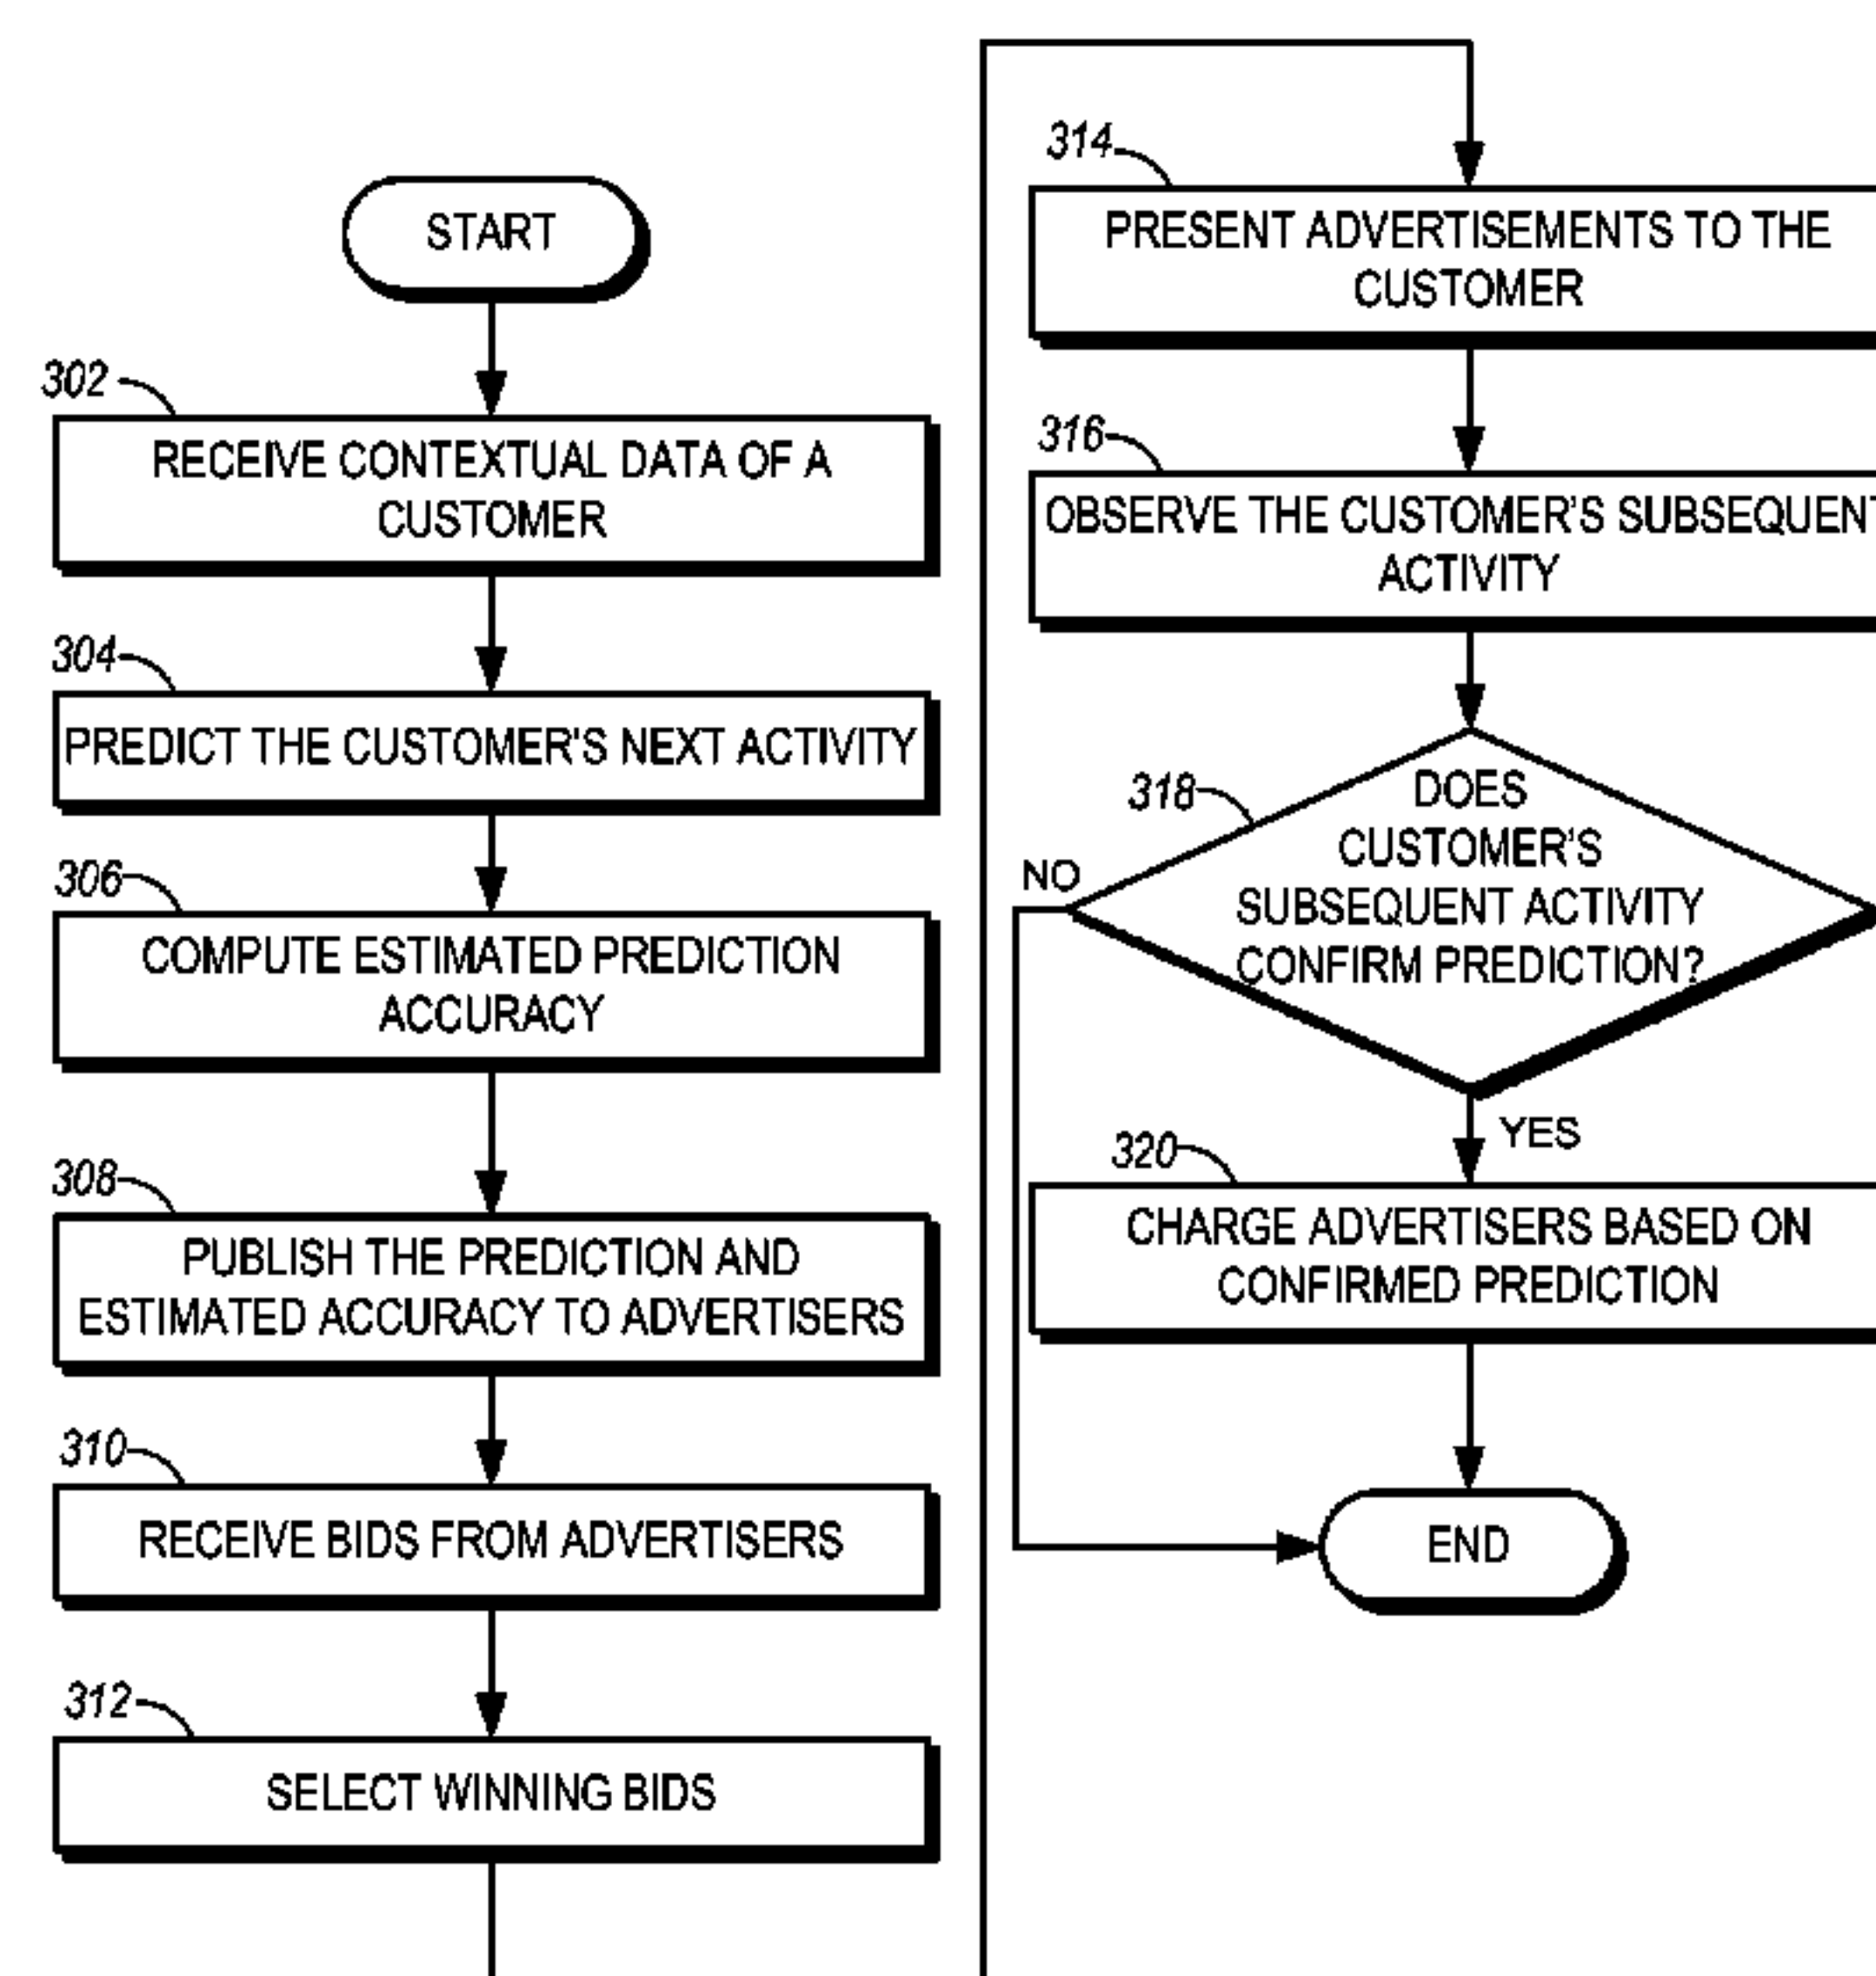 START
302
RECEIVE CONTEXTUAL DATA OF A
CUSTOMER
304
PREDICT THE CUSTOMER'S NEXT ACTIVITY
306
COMPUTE ESTIMATED PREDICTION
ACCURACY
308
PUBLISH THE PREDICTION AND
ESTIMATED ACCURACY TO ADVERTISERS
310
RECEIVE BIDS FROM ADVERTISERS
312
SELECT WINNING BIDS
314
PRESENT ADVERTISEMENTS TO THE
CUSTOMER
316
OBSERVE THE CUSTOMER'S SUBSEQUENT
ACTIVITY
318
DOES
CUSTOMER'S
SUBSEQUENT ACTIVITY
CONFIRM PREDICTION?
NO
YES
320
CHARGE ADVERTISERS BASED ON
CONFIRMED PREDICTION
END